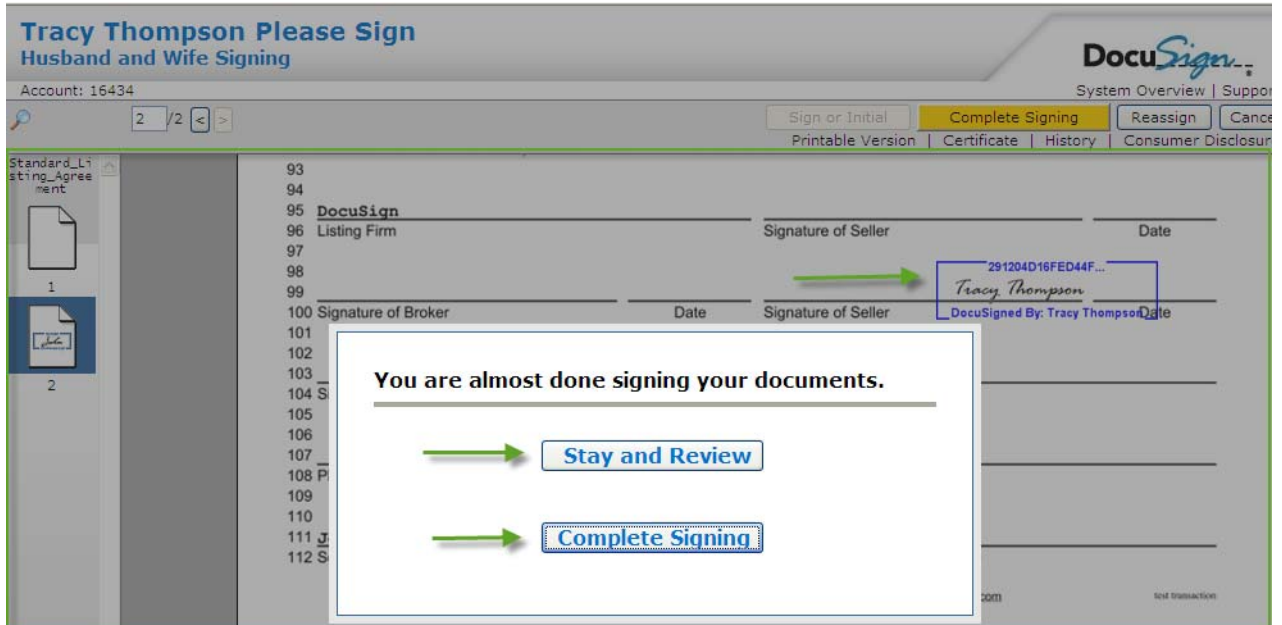 Tracy Thompson Please Sign
Husband and Wife Signing
DocuSign
Account: 16434
System Overview | Suppor
2 /2 < >
Sign or Initial Complete Signing Reassign Cance
Printable Version | Certificate | History | Consumer Disclosur
Standard_Li
sting_Agree
ment
1
2
93
94
95 DocuSign
96 Listing Firm Signature of Seller Date
97
98 291204D16FED44F...
99 Tracy Thompson
100 Signature of Broker Date Signature of Seller DocuSigned By: Tracy Thompson Date
101
102
103
104 S
105
106
107
108 P
109
110
111 J
112 S
You are almost done signing your documents.
Stay and Review
Complete Signing
com test transaction